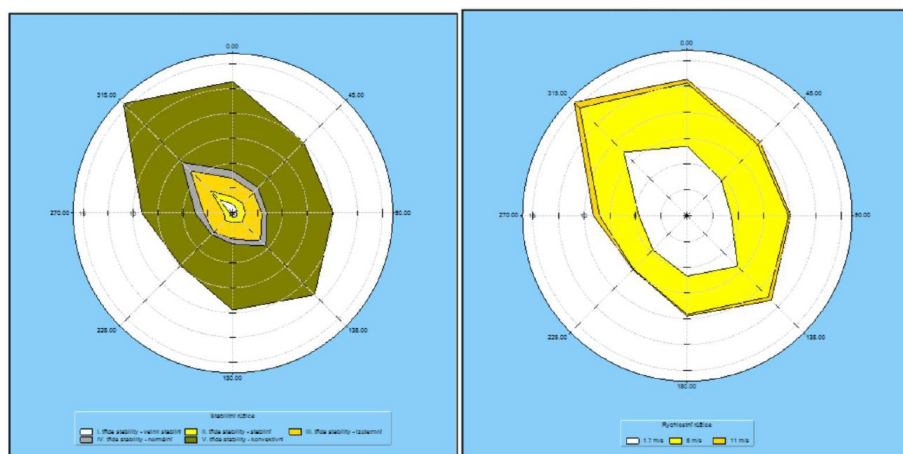 0.00
45.00
90.00
135.00
180.00
225.00
270.00
315.00
Stabilitní růžice
I. třída stability - velmi stabilní
II. třída stability - stabilní
III. třída stability - izotermní
IV. třída stability - normální
V. třída stability - konvektivní
0.00
45.00
90.00
135.00
180.00
225.00
270.00
315.00
Rychlostní růžice
1.7 m/s
5 m/s
11 m/s